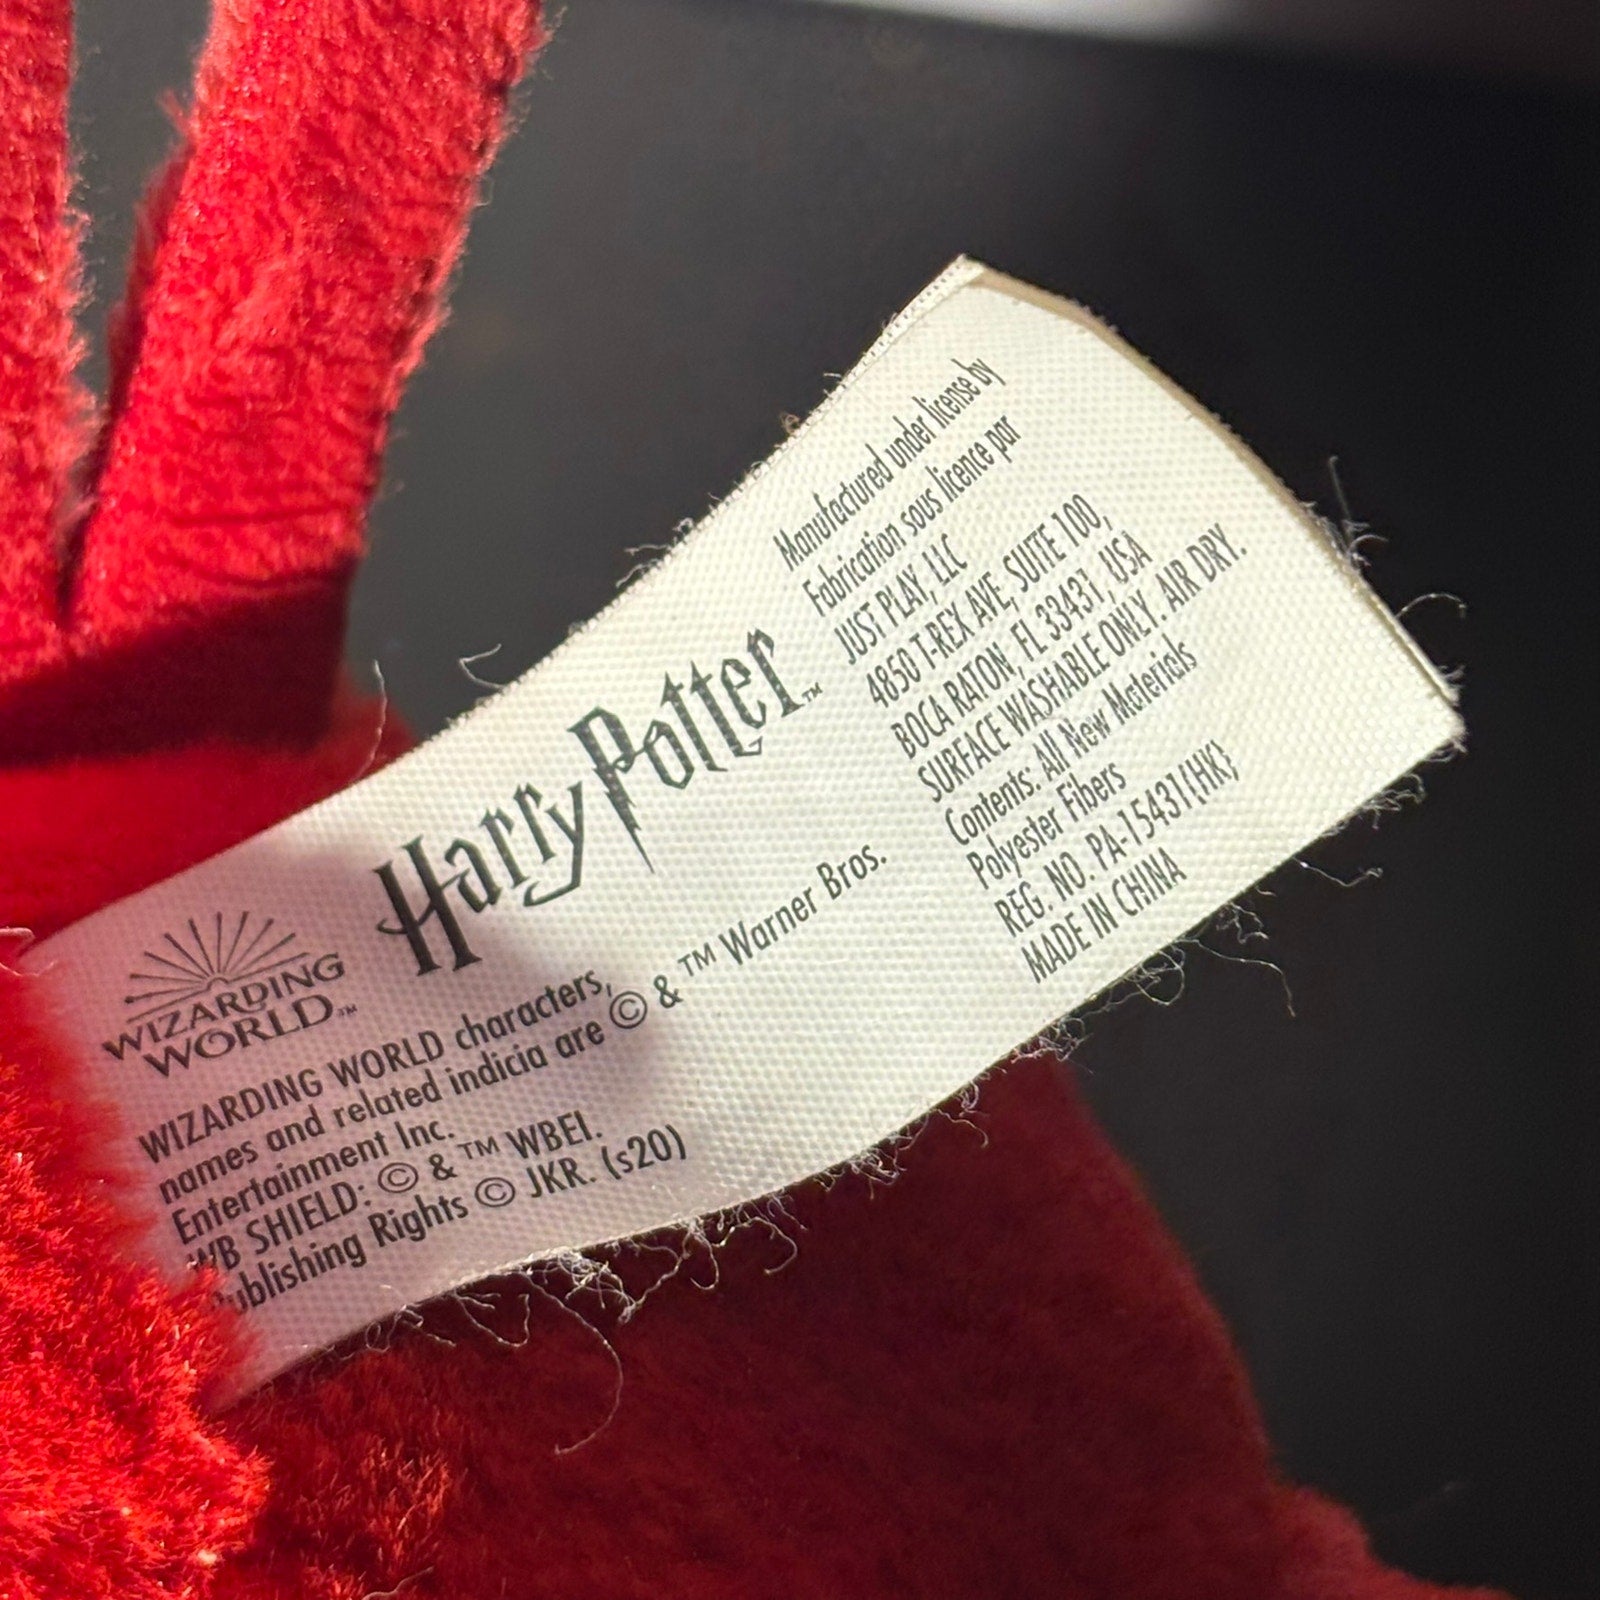 WIZARDING
WORLD™
Harry Potter™
WIZARDING WORLD characters,
names and related indicia are © & ™ Warner Bros.
Entertainment Inc.
WB SHIELD: © & ™ WBEI.
Publishing Rights © JKR. (s20)
Manufactured under license by
Fabrication sous licence par
JUST PLAY, LLC
4850 T-REX AVE, SUITE 100,
BOCA RATON, FL 33431, USA
SURFACE WASHABLE ONLY. AIR DRY.
Contents: All New Materials
Polyester Fibers
REG. NO. PA-15431(HK)
MADE IN CHINA